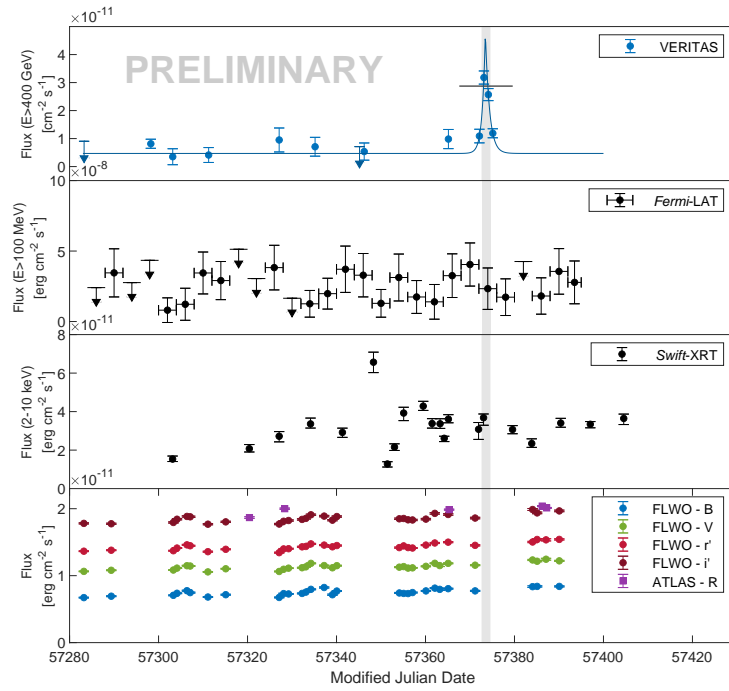 ×10⁻¹¹
5
4
3
2
1
0
Flux (E>400 GeV)
[cm⁻² s⁻¹]
PRELIMINARY
VERITAS
×10⁻⁸
10
5
0
Flux (E>100 MeV)
[erg cm⁻² s⁻¹]
Fermi-LAT
×10⁻¹¹
8
6
4
2
0
Flux (2-10 keV)
[erg cm⁻² s⁻¹]
Swift-XRT
×10⁻¹¹
2
1
0
Flux
[erg cm⁻² s⁻¹]
FLWO - B
FLWO - V
FLWO - r'
FLWO - i'
ATLAS - R
57280 57300 57320 57340 57360 57380 57400 57420
Modified Julian Date